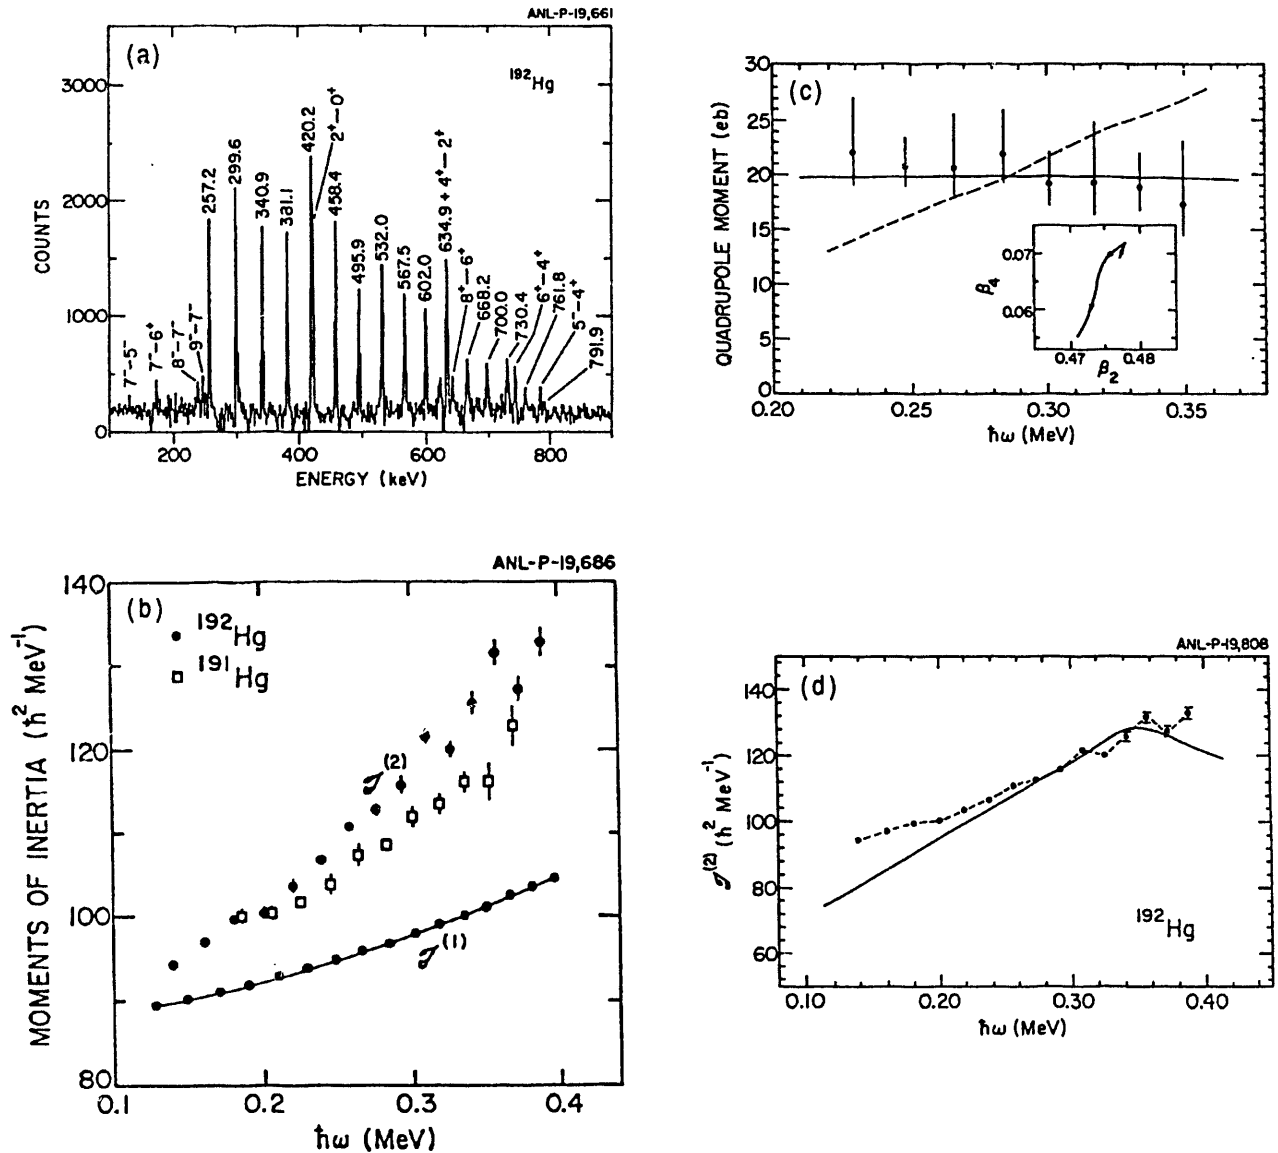 ANL-P-19,661
(a)
192Hg
3000
2000
1000
0
COUNTS
7⁻–5⁻
7⁻–6⁺
8⁻–7⁻
9⁻–7⁻
257.2
299.6
340.9
381.1
420.2
2⁺–0⁺
458.4
495.9
532.0
567.5
602.0
634.9 + 4⁺–2⁺
8⁺–6⁺
668.2
700.0
730.4
6⁺–4⁺
761.8
5⁻–4⁺
791.9
200
400
600
800
ENERGY (keV)
(c)
30
25
20
15
10
5
0
QUADRUPOLE MOMENT (eb)
0.07
0.06
β4
0.47
0.48
β2
0.20
0.25
0.30
0.35
ħω (MeV)
ANL-P-19,686
(b)
192Hg
191Hg
140
120
100
80
MOMENTS OF INERTIA (ħ² MeV⁻¹)
𝒥(2)
𝒥(1)
0.1
0.2
0.3
0.4
ħω (MeV)
ANL-P-19,808
(d)
140
120
100
80
60
𝒥(2) (ħ² MeV⁻¹)
192Hg
0.10
0.20
0.30
0.40
ħω (MeV)